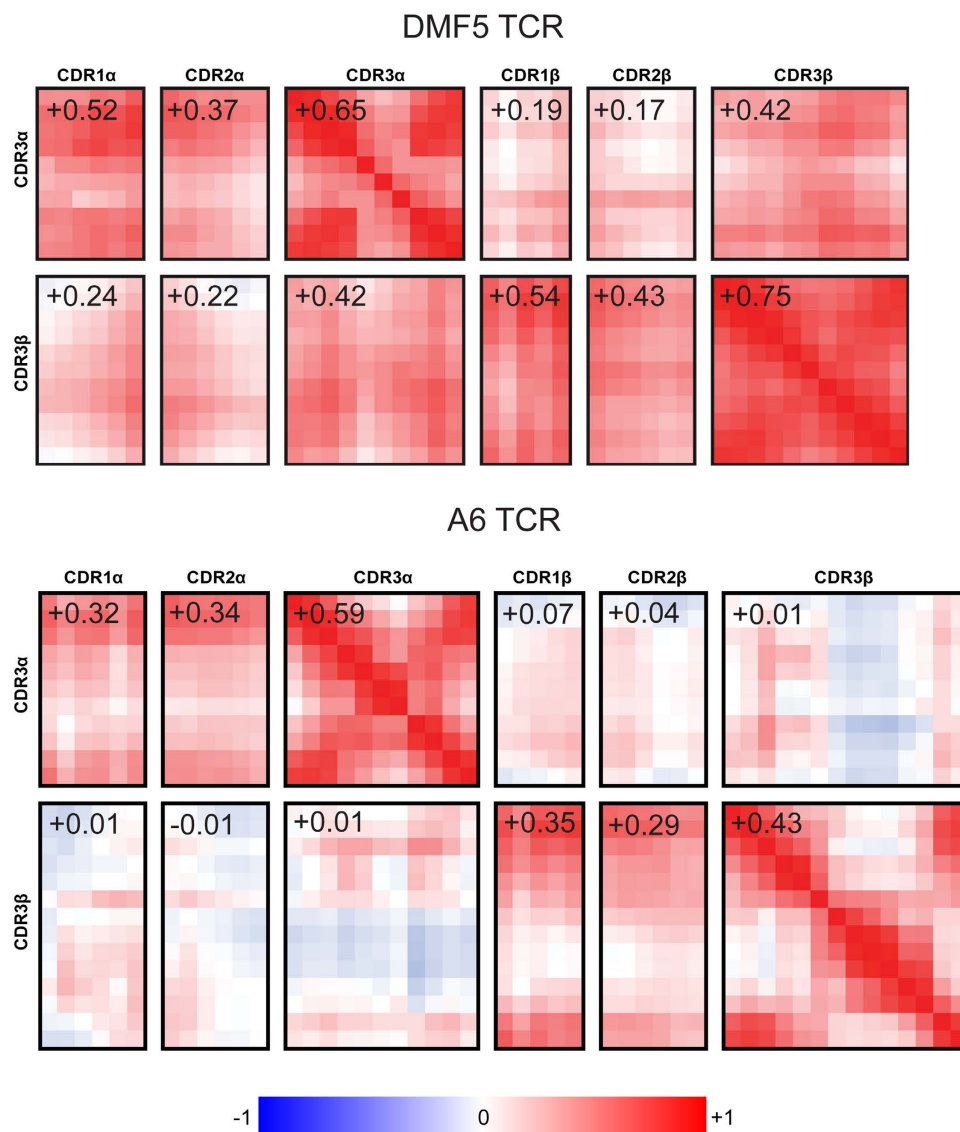 DMF5 TCR
CDR1α CDR2α CDR3α CDR1β CDR2β CDR3β
CDR3α +0.52 +0.37 +0.65 +0.19 +0.17 +0.42
CDR3β +0.24 +0.22 +0.42 +0.54 +0.43 +0.75
A6 TCR
CDR1α CDR2α CDR3α CDR1β CDR2β CDR3β
CDR3α +0.32 +0.34 +0.59 +0.07 +0.04 +0.01
CDR3β +0.01 -0.01 +0.01 +0.35 +0.29 +0.43
-1 0 +1